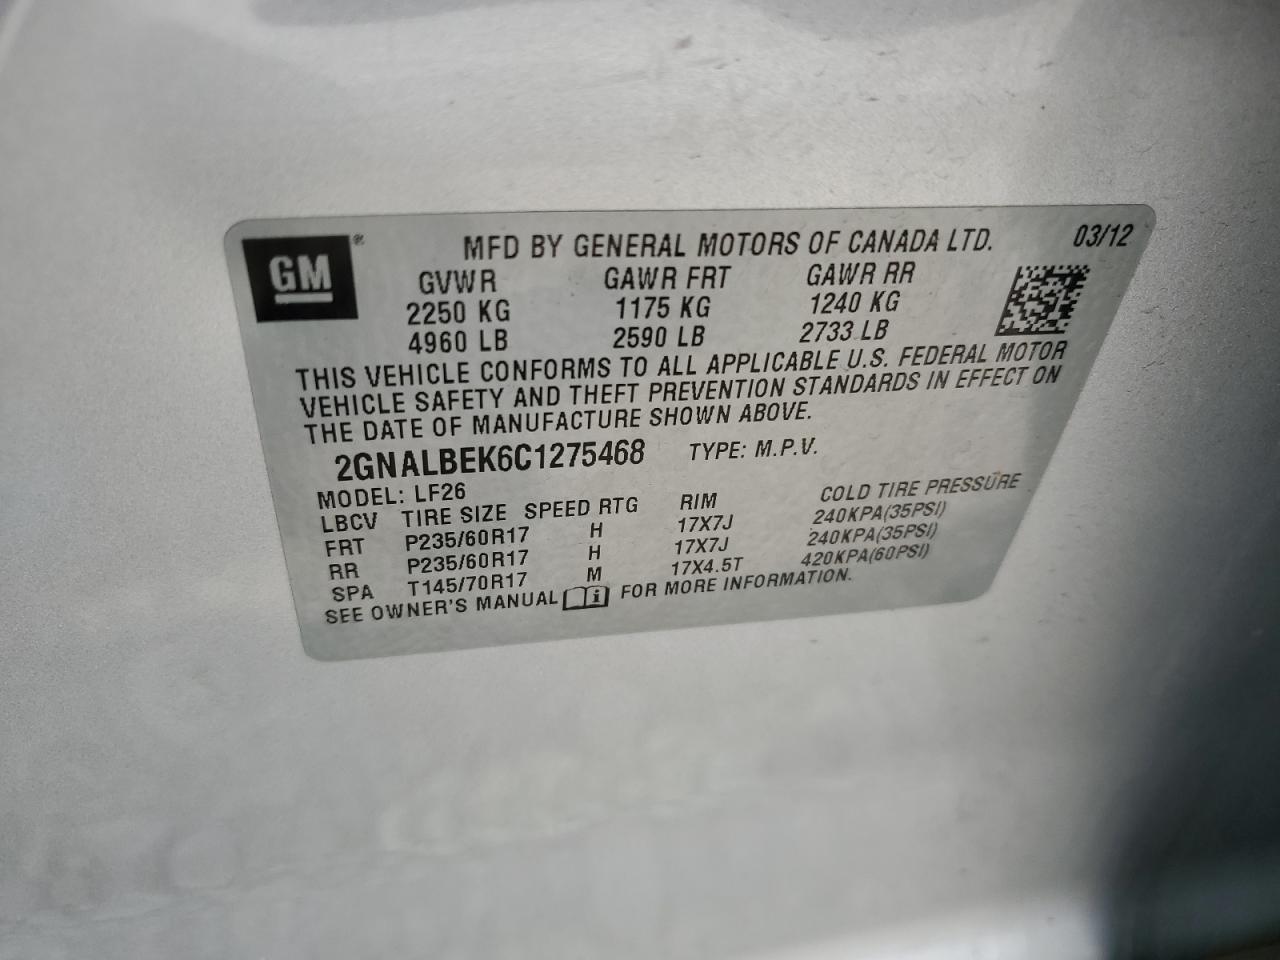 GM® MFD BY GENERAL MOTORS OF CANADA LTD. 03/12
GVWR GAWR FRT GAWR RR
2250 KG 1175 KG 1240 KG
4960 LB 2590 LB 2733 LB
THIS VEHICLE CONFORMS TO ALL APPLICABLE U.S. FEDERAL MOTOR
VEHICLE SAFETY AND THEFT PREVENTION STANDARDS IN EFFECT ON
THE DATE OF MANUFACTURE SHOWN ABOVE.
2GNALBEK6C1275468 TYPE: M.P.V.
MODEL: LF26
LBCV TIRE SIZE SPEED RTG RIM COLD TIRE PRESSURE
FRT P235/60R17 H 17X7J 240KPA(35PSI)
RR P235/60R17 H 17X7J 240KPA(35PSI)
SPA T145/70R17 M 17X4.5T 420KPA(60PSI)
SEE OWNER'S MANUAL i FOR MORE INFORMATION.